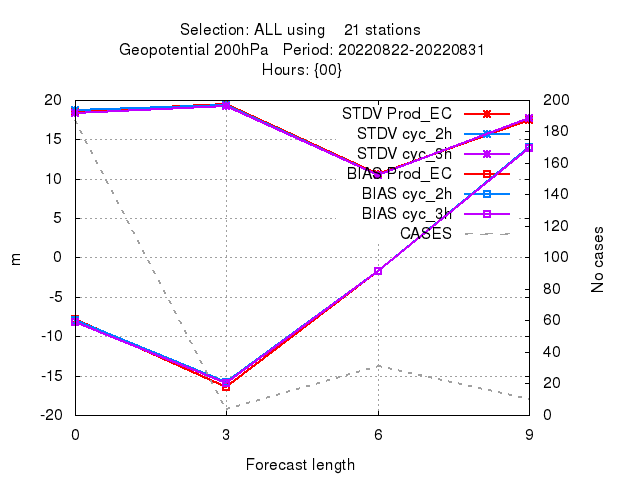 Selection: ALL using    21 stations
Geopotential 200hPa   Period: 20220822-20220831
Hours: {00}
20
15
10
5
0
-5
-10
-15
-20
m
200
180
160
140
120
100
80
60
40
20
0
No cases
STDV Prod_EC
STDV cyc_2h
STDV cyc_3h
BIAS Prod_EC
BIAS cyc_2h
BIAS cyc_3h
CASES
0 3 6 9
Forecast length